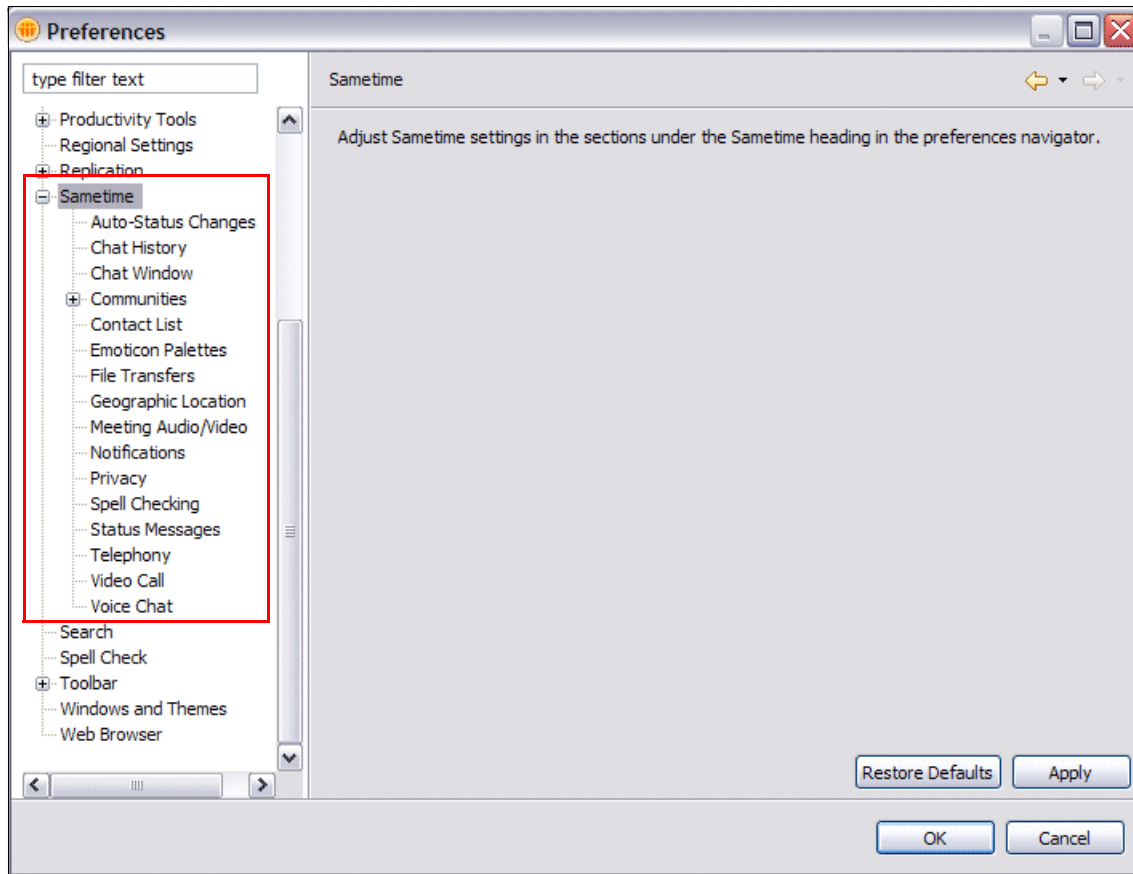 Preferences
type filter text
Productivity Tools
Regional Settings
Replication
Sametime
Auto-Status Changes
Chat History
Chat Window
Communities
Contact List
Emoticon Palettes
File Transfers
Geographic Location
Meeting Audio/Video
Notifications
Privacy
Spell Checking
Status Messages
Telephony
Video Call
Voice Chat
Search
Spell Check
Toolbar
Windows and Themes
Web Browser
Sametime
Adjust Sametime settings in the sections under the Sametime heading in the preferences navigator.
Restore Defaults
Apply
OK
Cancel